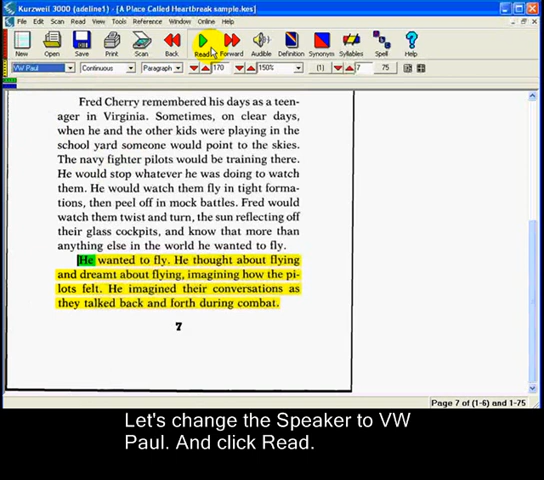 Kurzweil 3000 (adeline1) - [A Place Called Heartbreak sample.kes]
File Edit Scan Read View Tools Reference Window Online Help
New Open Save Print Back Reading Forward Audible Definition Synonyms Syllables Spell Help
VW Paul Continuous Paragraph 170 150% (1) 7 75
Fred Cherry remembered his days as a teen-
ager in Virginia. Sometimes, on clear days,
when he and the other kids were playing in the
school yard someone would point to the skies.
The navy fighter pilots would be training there.
He would stop whatever he was doing to watch
them. He would watch them fly in tight forma-
tions, then peel off in mock battles. Fred would
watch them twist and turn, the sun reflecting off
their glass cockpits, and know that more than
anything else in the world he wanted to fly.
He wanted to fly. He thought about flying
and dreamt about flying, imagining how the pi-
lots felt. He imagined their conversations as
they talked back and forth during combat.
7
Page 7 of (1-6) and 1-75
Let's change the Speaker to VW
Paul. And click Read.